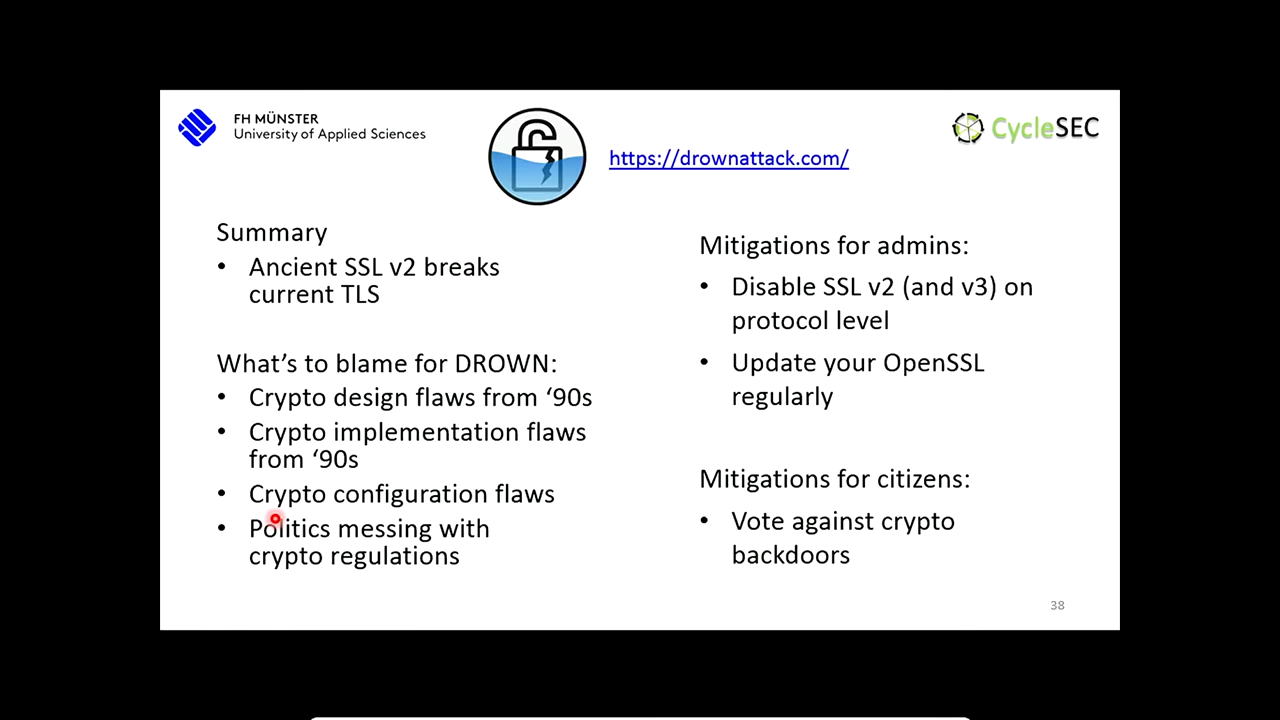 FH MÜNSTER
University of Applied Sciences
CycleSEC
https://drownattack.com/
Summary
• Ancient SSL v2 breaks
current TLS
What’s to blame for DROWN:
• Crypto design flaws from ‘90s
• Crypto implementation flaws
from ‘90s
• Crypto configuration flaws
• Politics messing with
crypto regulations
Mitigations for admins:
• Disable SSL v2 (and v3) on
protocol level
• Update your OpenSSL
regularly
Mitigations for citizens:
• Vote against crypto
backdoors
38